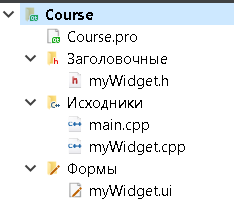 Course
Course.pro
Заголовочные
myWidget.h
Исходники
main.cpp
myWidget.cpp
Формы
myWidget.ui